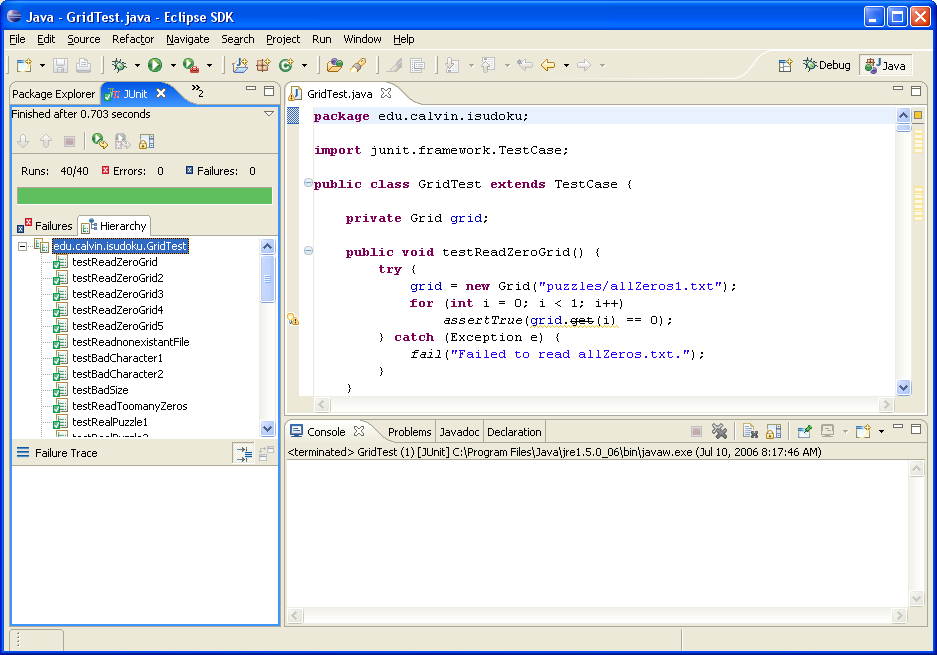 Java - GridTest.java - Eclipse SDK
File Edit Source Refactor Navigate Search Project Run Window Help
Debug Java
Package Explorer JUnit 2
Finished after 0.703 seconds
Runs: 40/40 Errors: 0 Failures: 0
Failures Hierarchy
edu.calvin.isudoku.GridTest
testReadZeroGrid
testReadZeroGrid2
testReadZeroGrid3
testReadZeroGrid4
testReadZeroGrid5
testReadnonexistantFile
testBadCharacter1
testBadCharacter2
testBadSize
testReadToomanyZeros
testRealPuzzle1
Failure Trace
GridTest.java
package edu.calvin.isudoku;
import junit.framework.TestCase;
public class GridTest extends TestCase {
private Grid grid;
public void testReadZeroGrid() {
try {
grid = new Grid("puzzles/allZeros1.txt");
for (int i = 0; i < 1; i++)
assertTrue(grid.get(i) == 0);
} catch (Exception e) {
fail("Failed to read allZeros.txt.");
}
}
Console Problems Javadoc Declaration
<terminated> GridTest (1) [JUnit] C:\Program Files\Java\jre1.5.0_06\bin\javaw.exe (Jul 10, 2006 8:17:46 AM)